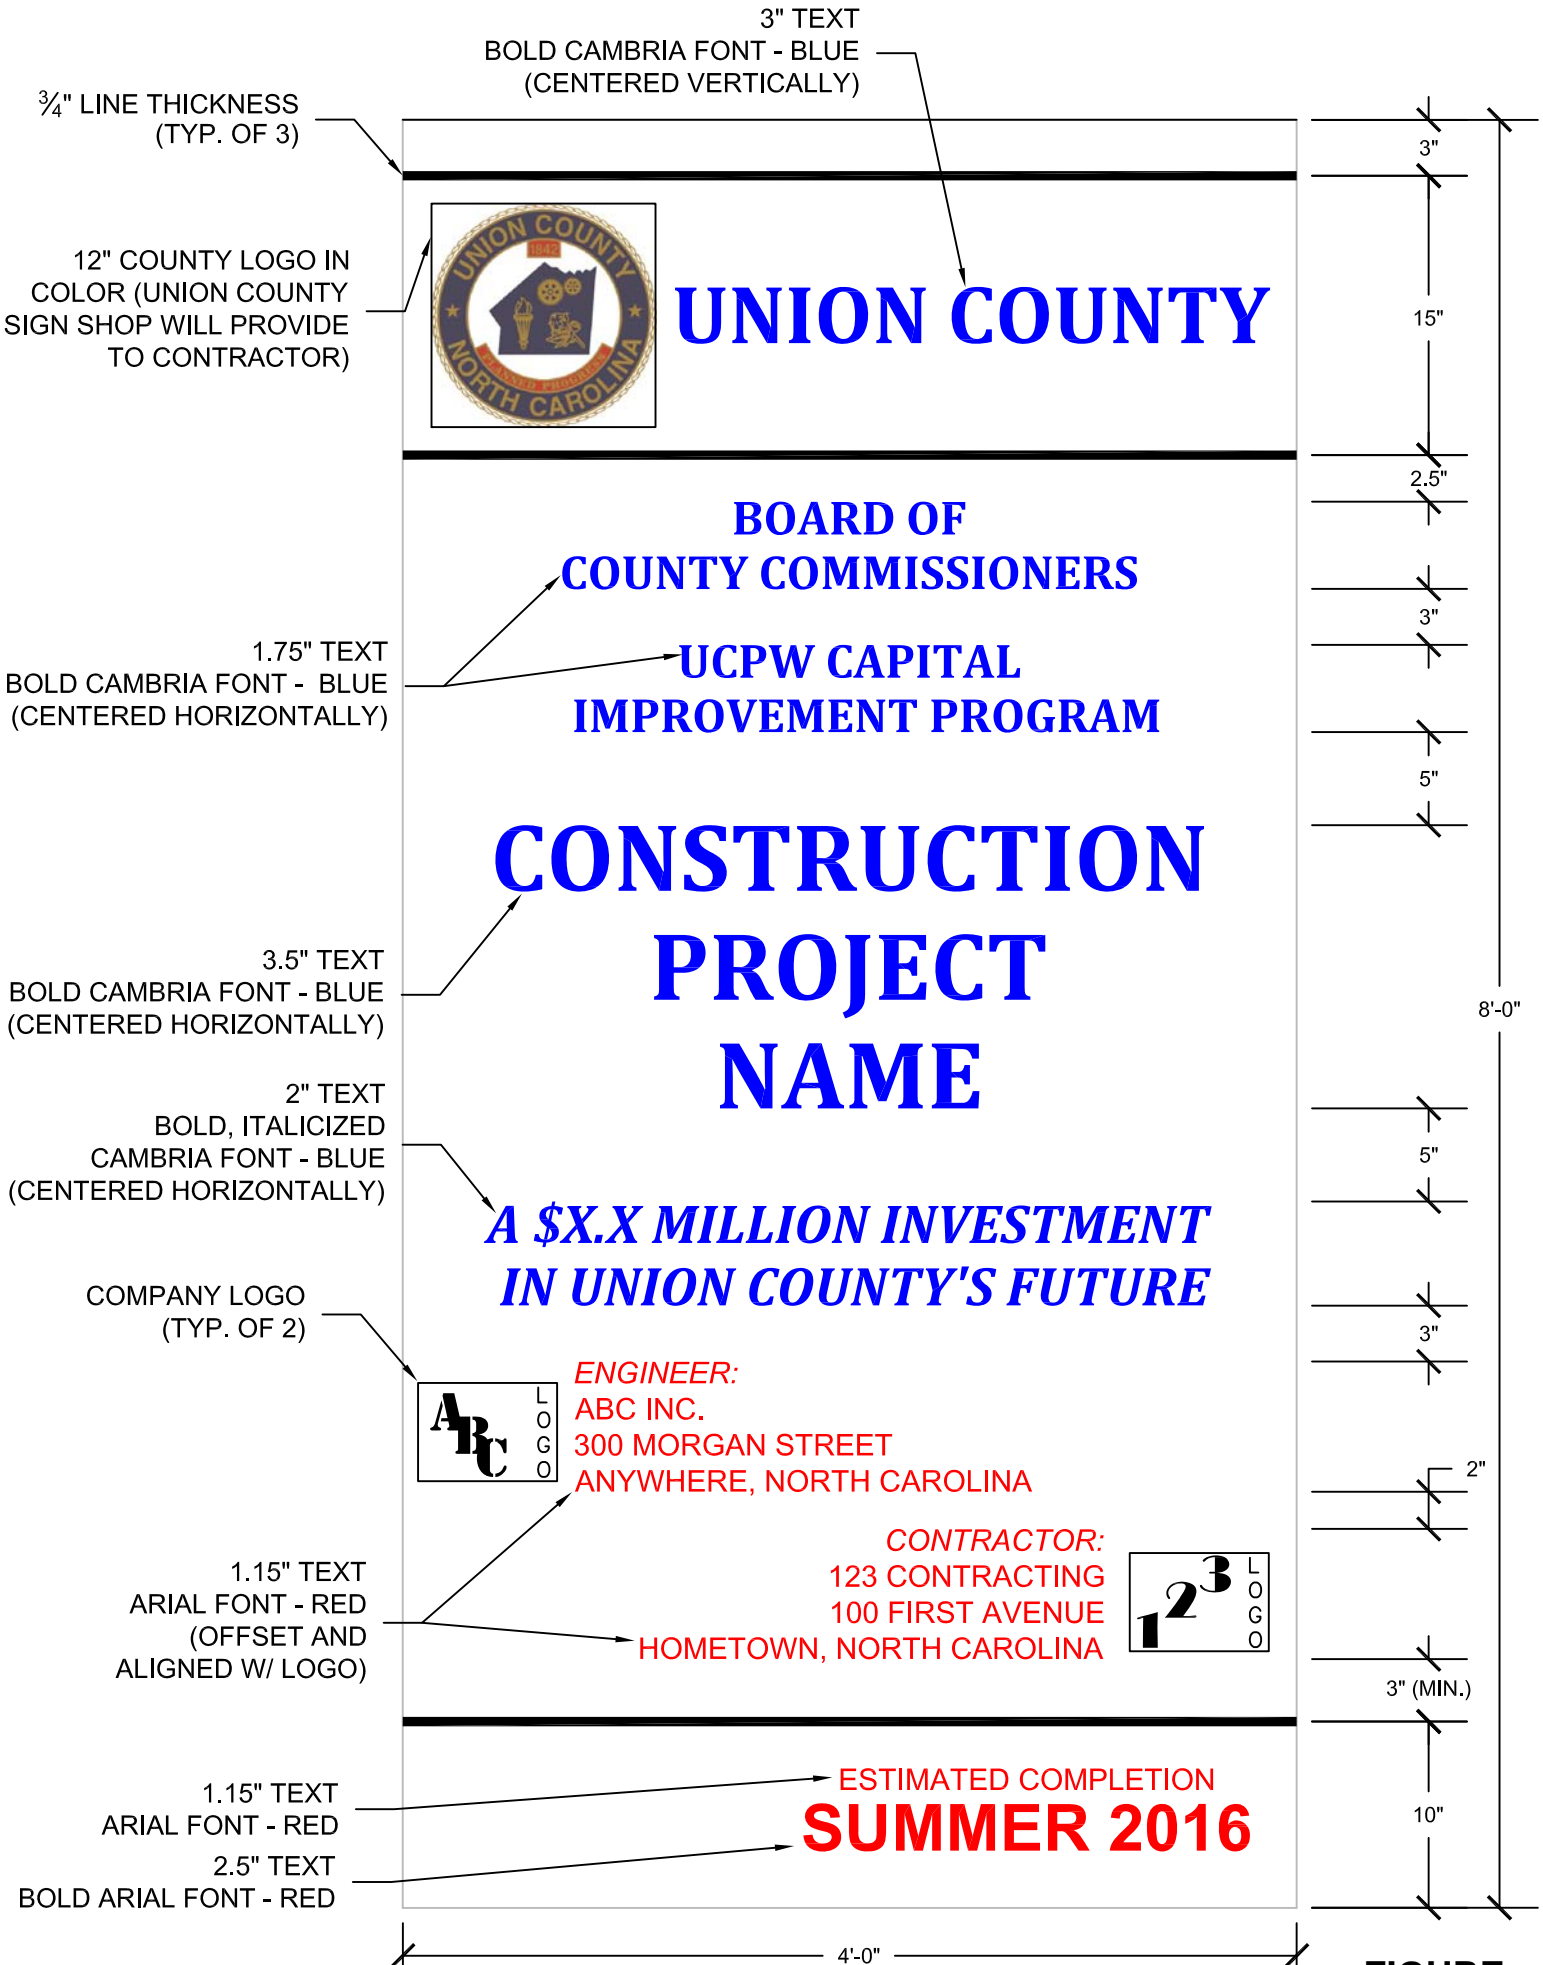 3" TEXT
BOLD CAMBRIA FONT - BLUE
(CENTERED VERTICALLY)
¾" LINE THICKNESS
(TYP. OF 3)
3"
12" COUNTY LOGO IN
COLOR (UNION COUNTY
SIGN SHOP WILL PROVIDE
TO CONTRACTOR)
UNION COUNTY
1842
PLANNED PROGRESS
NORTH CAROLINA
UNION COUNTY
15"
2.5"
BOARD OF
COUNTY COMMISSIONERS
3"
1.75" TEXT
BOLD CAMBRIA FONT - BLUE
(CENTERED HORIZONTALLY)
UCPW CAPITAL
IMPROVEMENT PROGRAM
5"
CONSTRUCTION
PROJECT
NAME
3.5" TEXT
BOLD CAMBRIA FONT - BLUE
(CENTERED HORIZONTALLY)
8'-0"
2" TEXT
BOLD, ITALICIZED
CAMBRIA FONT - BLUE
(CENTERED HORIZONTALLY)
5"
A $X.X MILLION INVESTMENT
IN UNION COUNTY'S FUTURE
3"
COMPANY LOGO
(TYP. OF 2)
ABC
LOGO
ENGINEER:
ABC INC.
300 MORGAN STREET
ANYWHERE, NORTH CAROLINA
2"
1.15" TEXT
ARIAL FONT - RED
(OFFSET AND
ALIGNED W/ LOGO)
CONTRACTOR:
123 CONTRACTING
100 FIRST AVENUE
HOMETOWN, NORTH CAROLINA
123
LOGO
3" (MIN.)
1.15" TEXT
ARIAL FONT - RED
ESTIMATED COMPLETION
SUMMER 2016
10"
2.5" TEXT
BOLD ARIAL FONT - RED
4'-0"
FIGURE